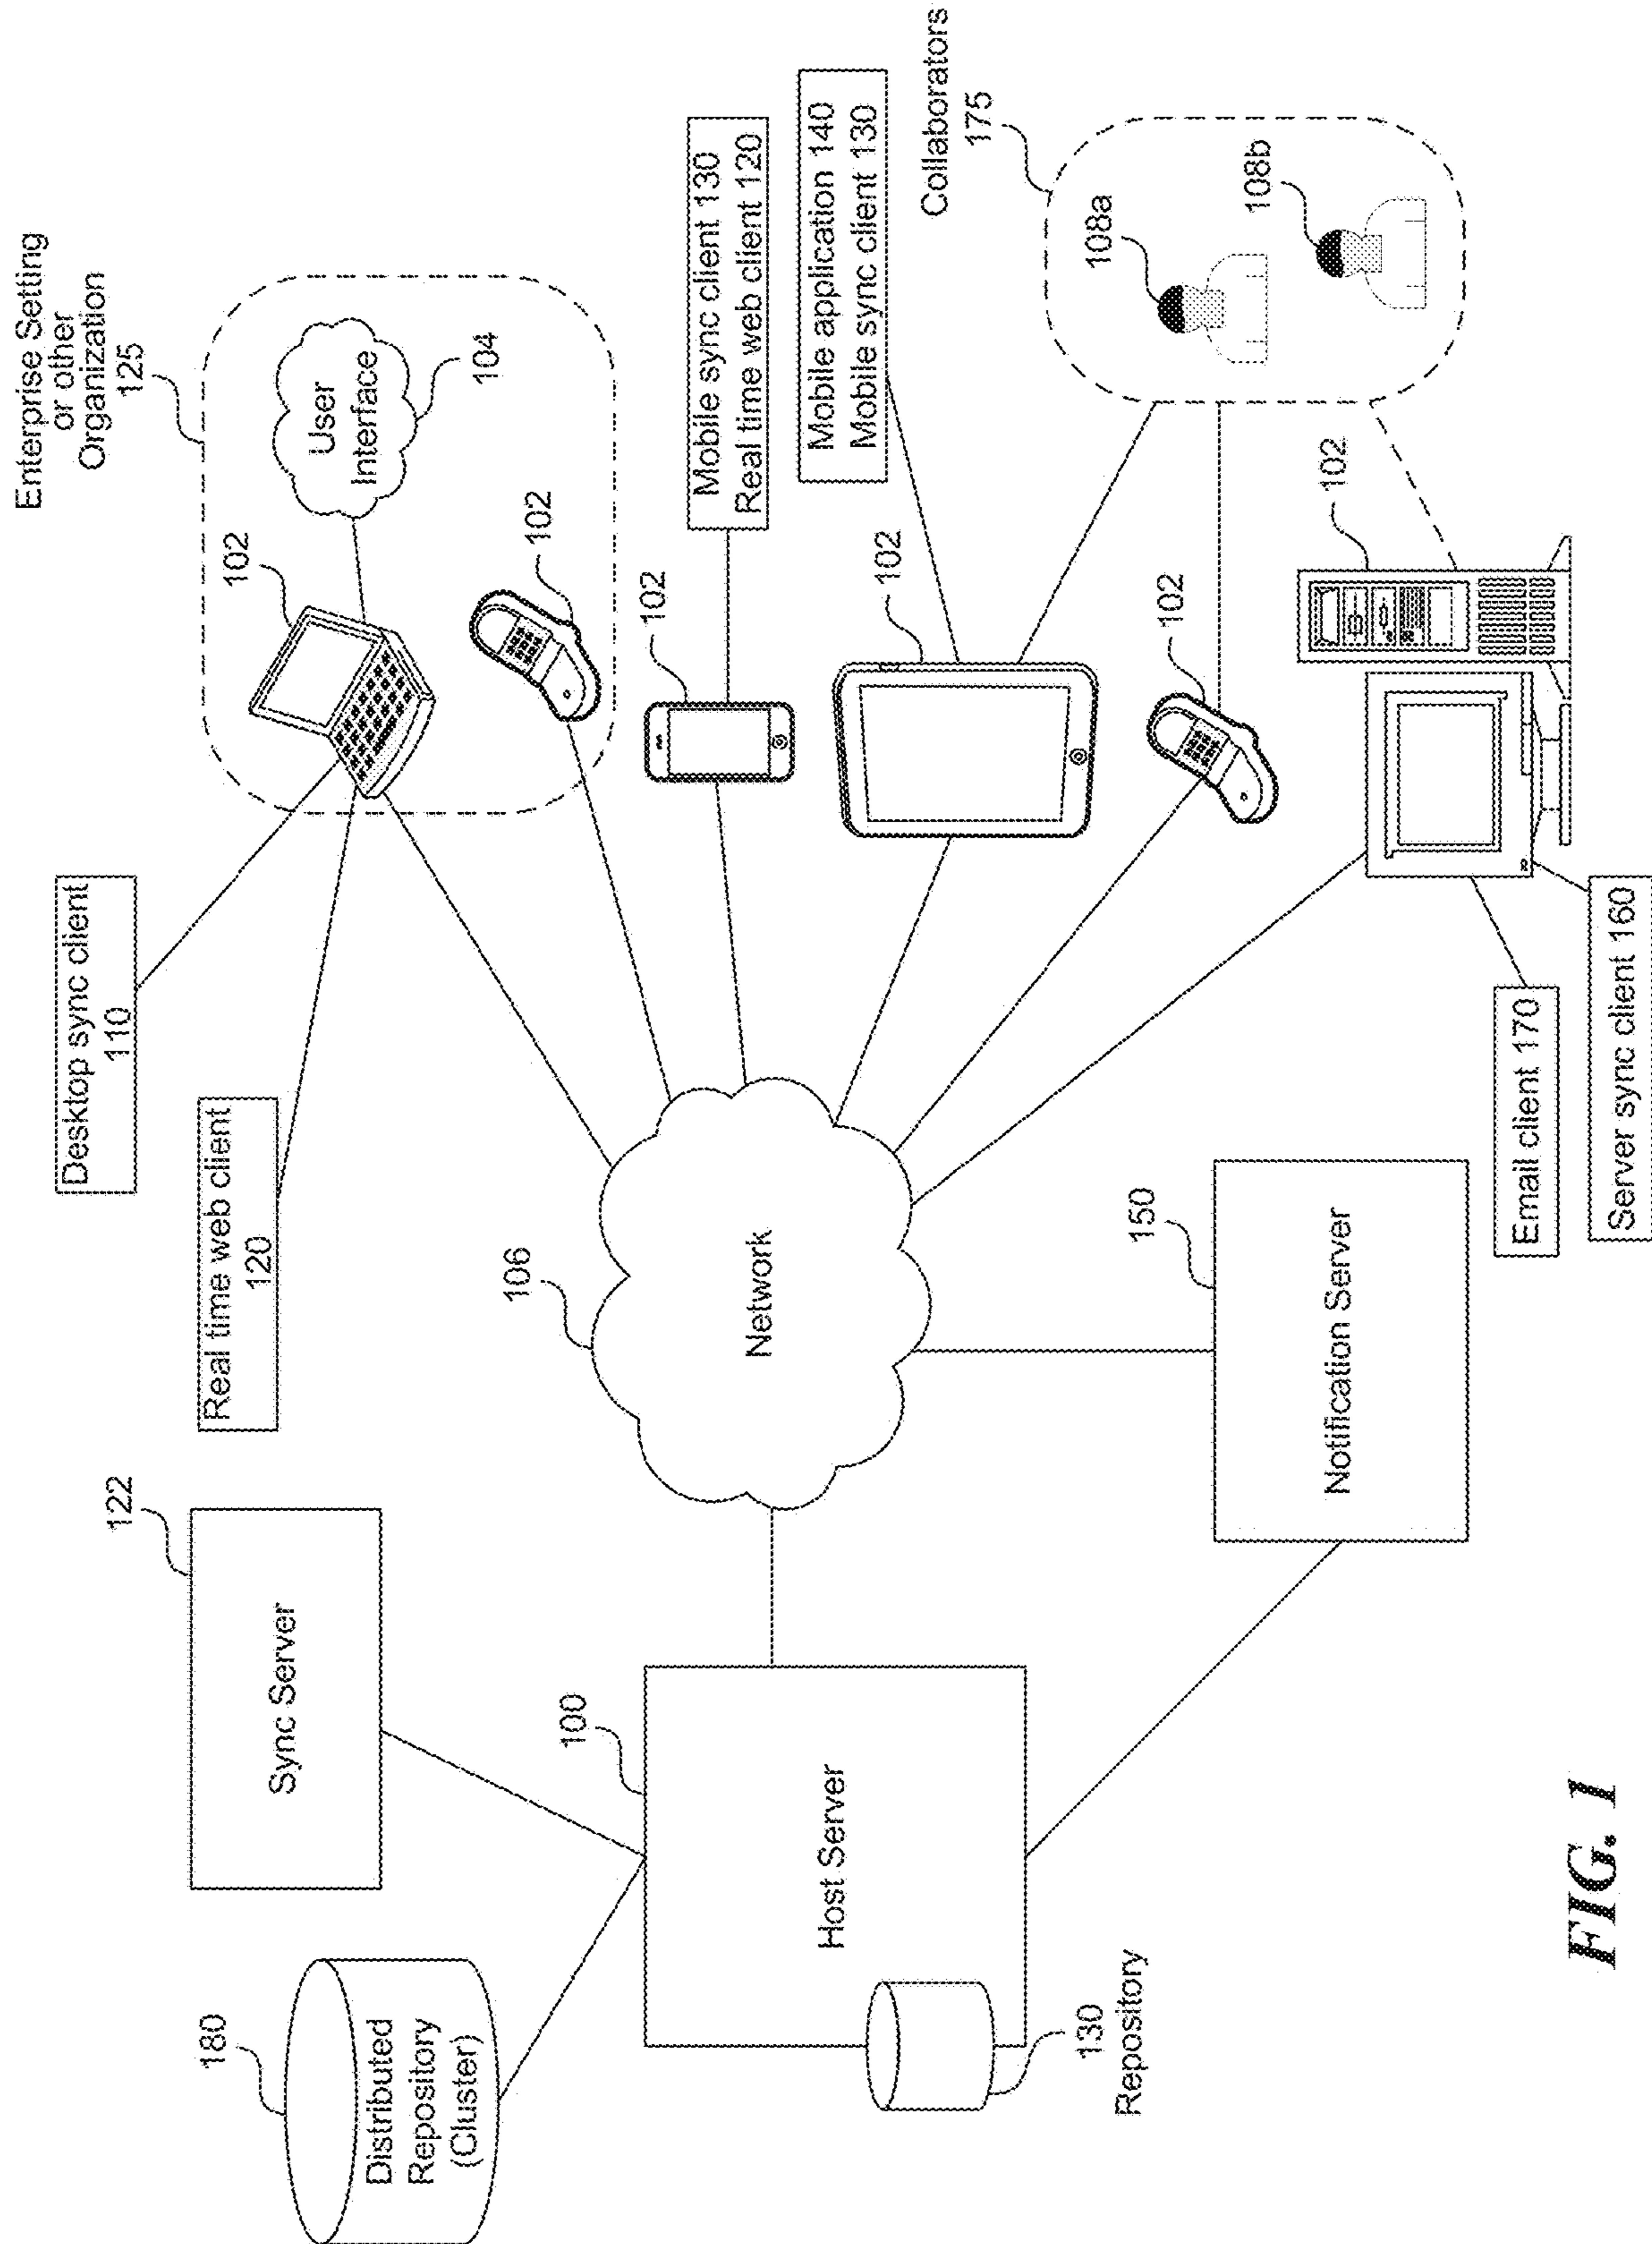 180
Distributed
Repository
(Cluster)
122
Sync Server
100
Host Server
130
Repository
Real time web client
120
Desktop sync client
110
106
Network
150
Notification Server
Enterprise Setting
or other
Organization
125
102
User
Interface
104
102
102
Mobile sync client 130
Real time web client 120
102
Mobile application 140
Mobile sync client 130
102
102
Collaborators
175
108a
108b
Email client 170
Server sync client 160
FIG. 1